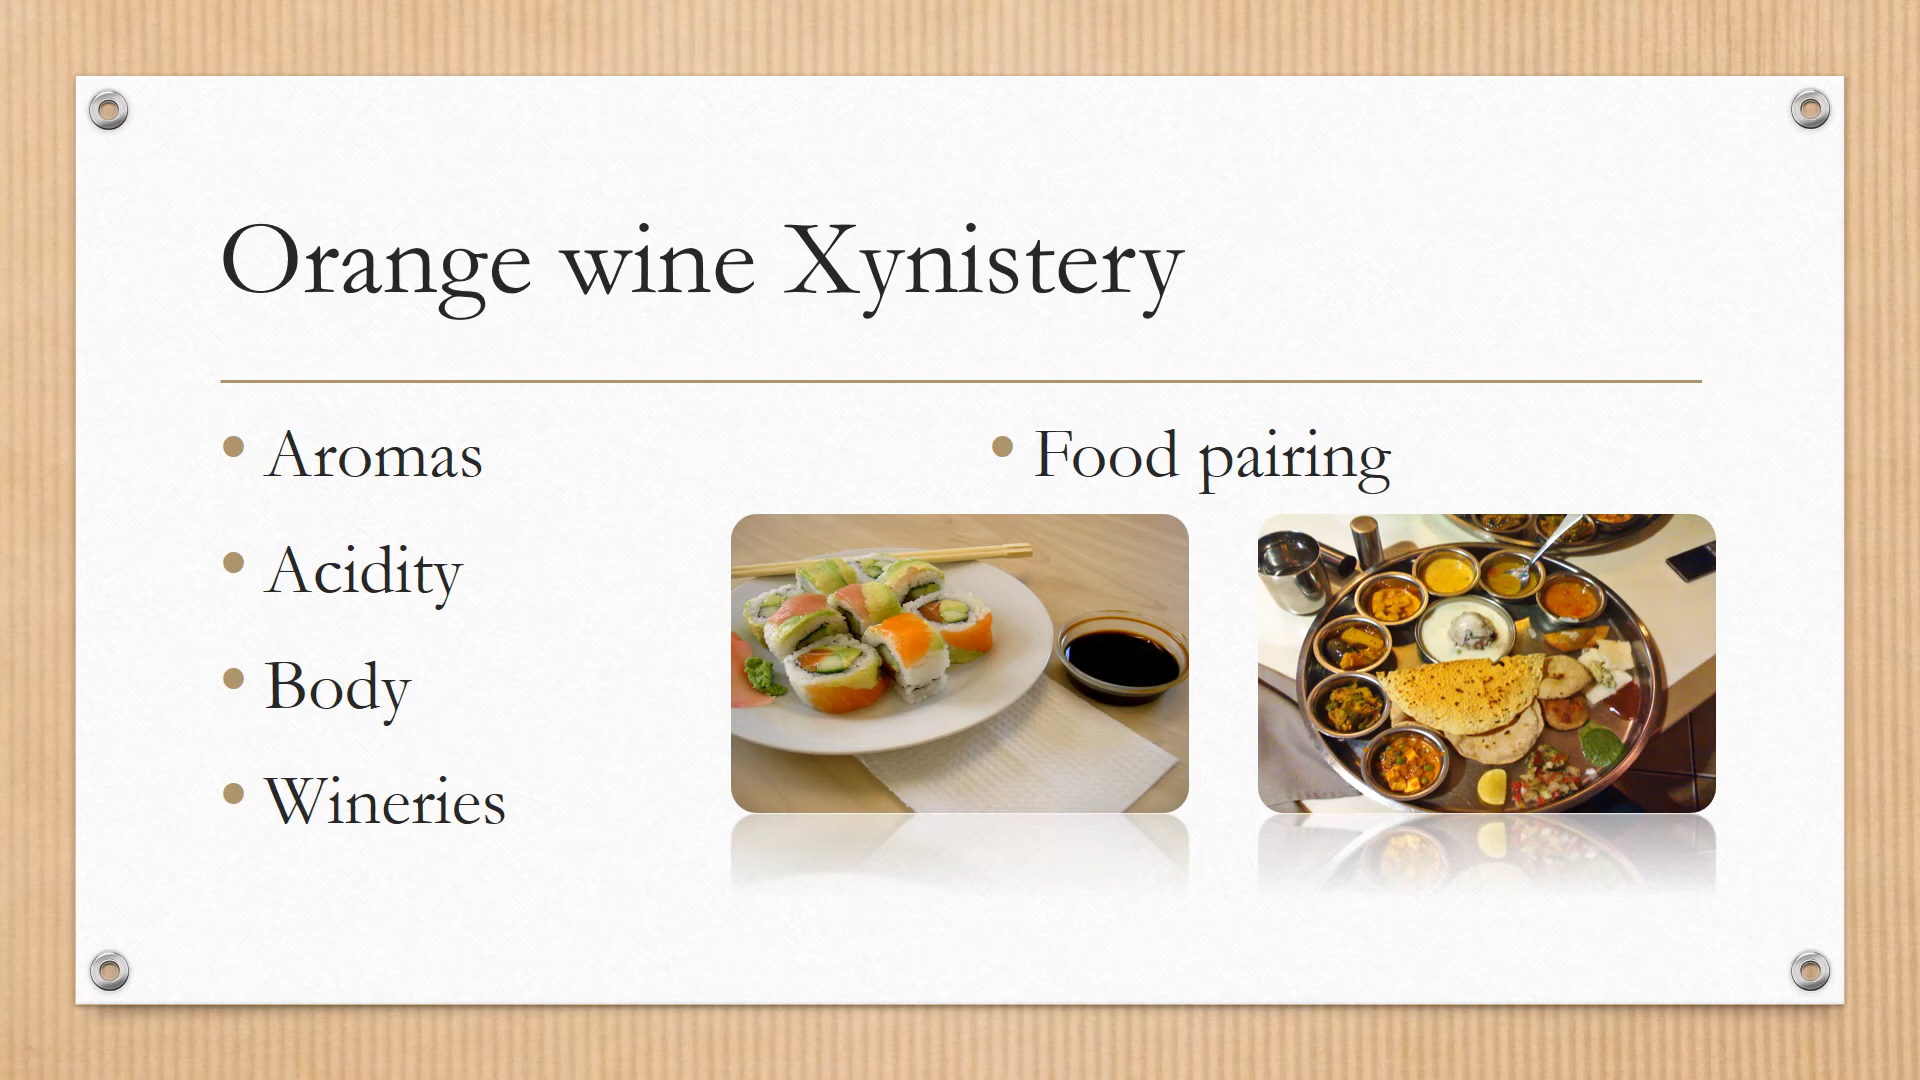 Orange wine Xynistery
• Aromas
• Acidity
• Body
• Wineries
• Food pairing